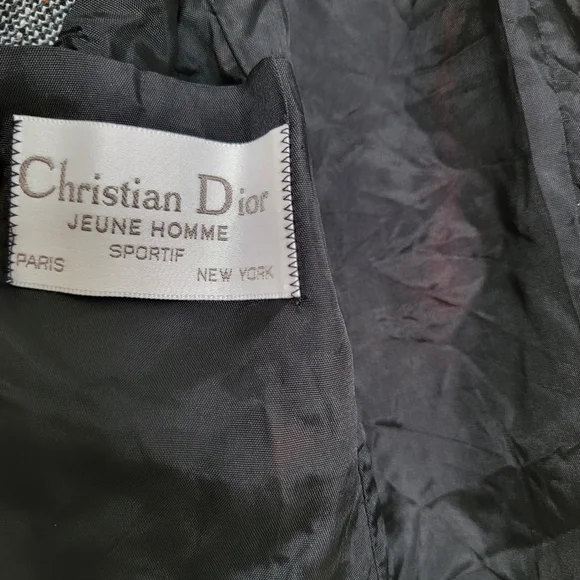 Christian Dior
JEUNE HOMME
SPORTIF
PARIS
NEW YORK